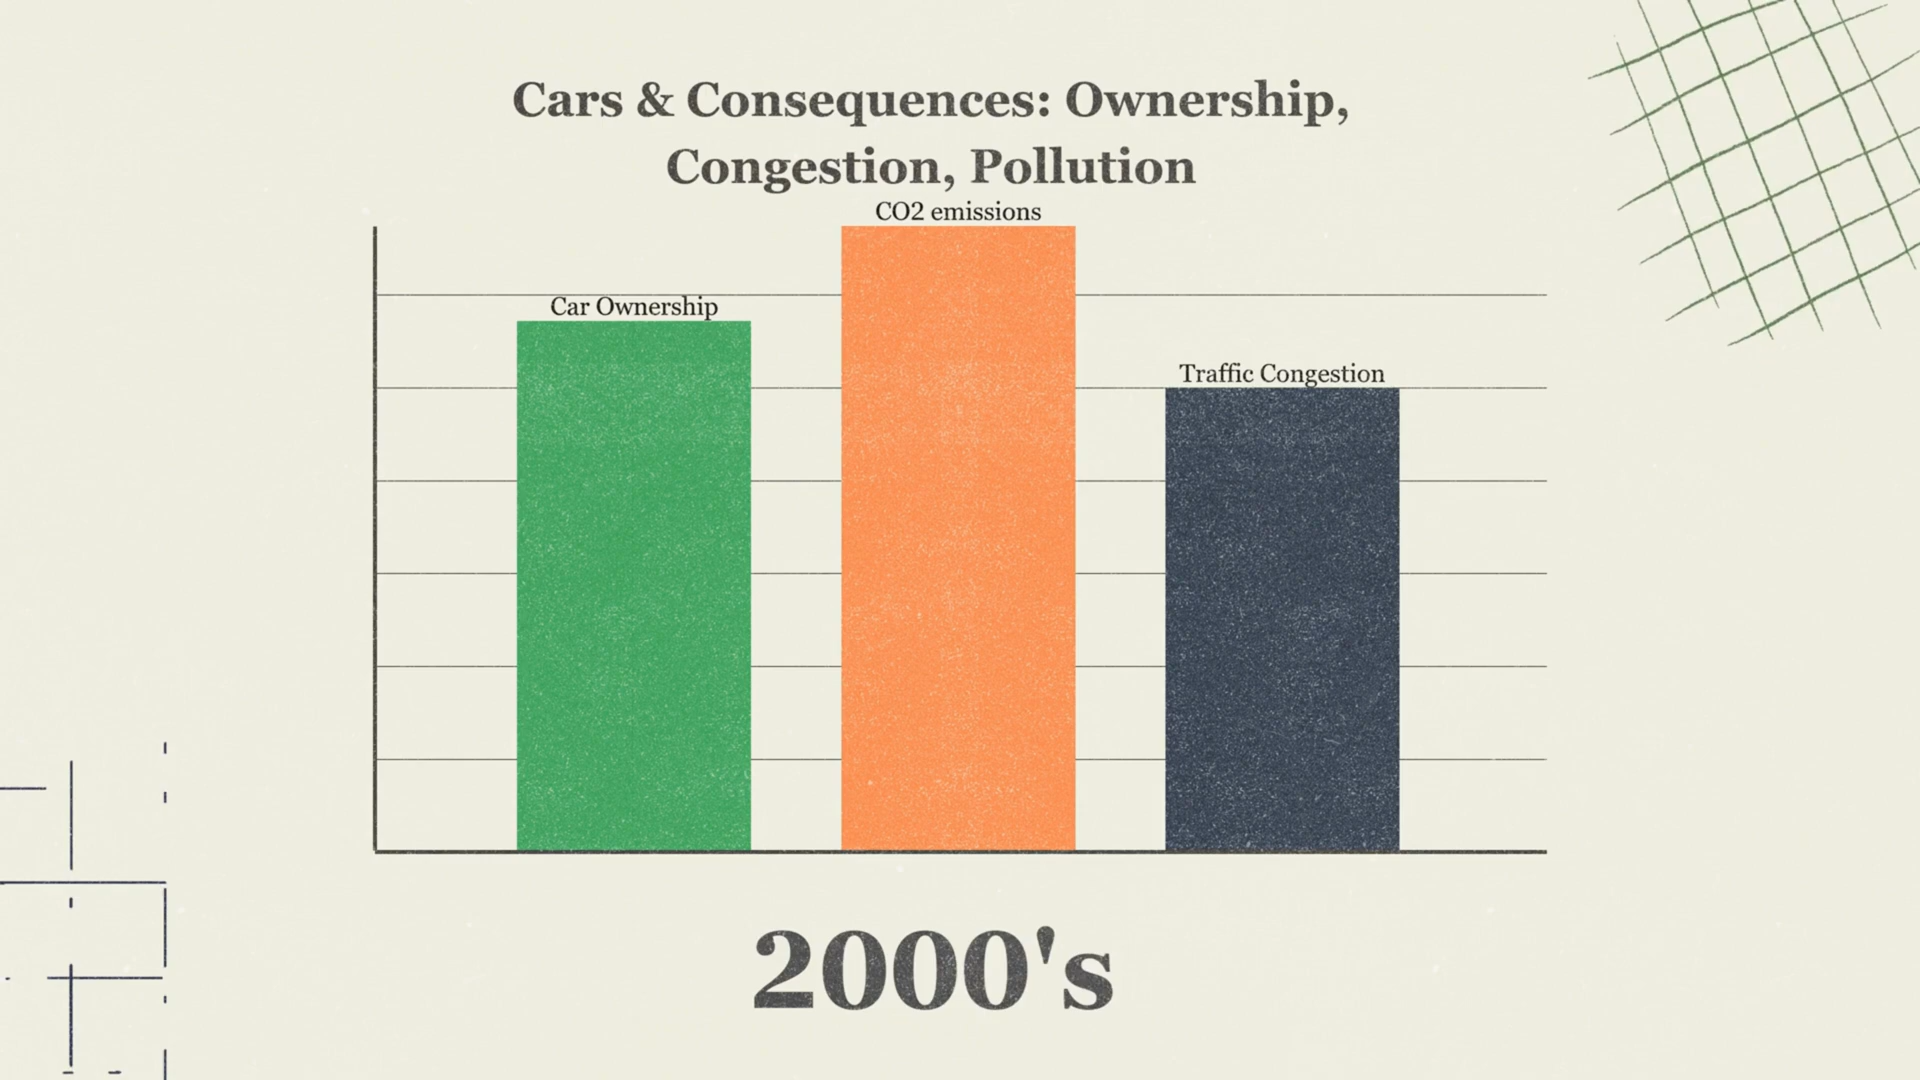 Cars & Consequences: Ownership,
Congestion, Pollution
CO2 emissions
Car Ownership
Traffic Congestion
2000's